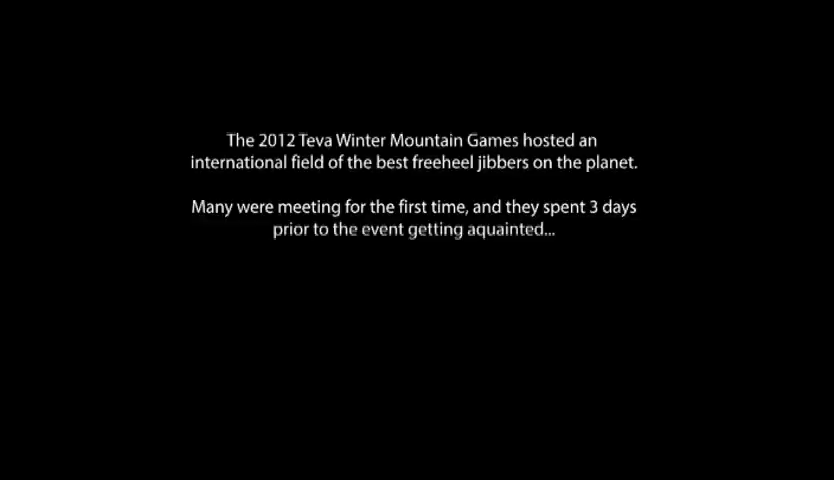 The 2012 Teva Winter Mountain Games hosted an
international field of the best freeheel jibbers on the planet.
Many were meeting for the first time, and they spent 3 days
prior to the event getting aquainted...